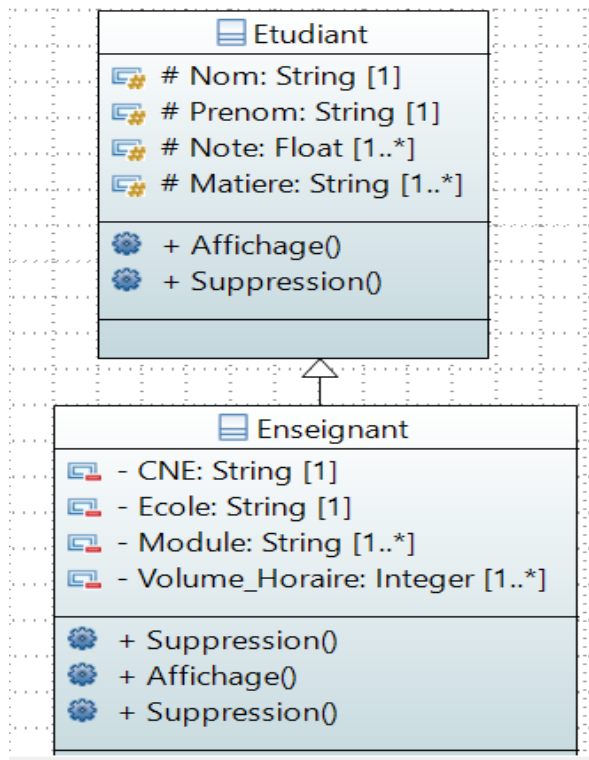 Etudiant
# Nom: String [1]
# Prenom: String [1]
# Note: Float [1..*]
# Matiere: String [1..*]
+ Affichage()
+ Suppression()
Enseignant
- CNE: String [1]
- Ecole: String [1]
- Module: String [1..*]
- Volume_Horaire: Integer [1..*]
+ Suppression()
+ Affichage()
+ Suppression()